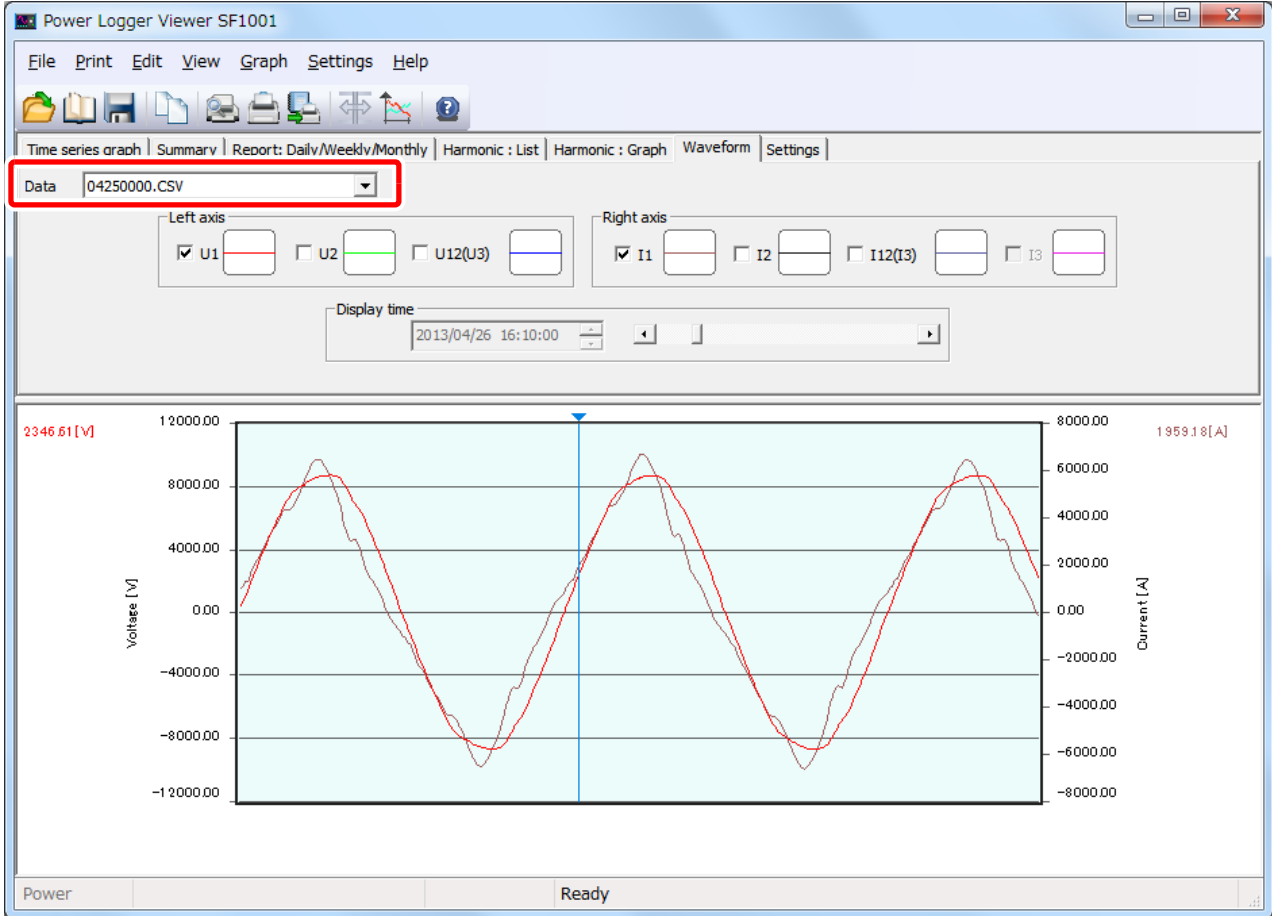 Power Logger Viewer SF1001
File Print Edit View Graph Settings Help
Time series graph Summary Report: Daily/Weekly/Monthly Harmonic : List Harmonic : Graph Waveform Settings
Data 04250000.CSV
Left axis Right axis
U1 U2 U12(U3) I1 I2 I12(I3) I3
Display time
2013/04/26 16:10:00
2346.61[V] 12000.00 8000.00 1959.18[A]
6000.00
8000.00
4000.00
4000.00
2000.00
Voltage [V] Current [A]
0.00 0.00
-2000.00
-4000.00
-4000.00
-8000.00
-6000.00
-12000.00 -8000.00
Power Ready